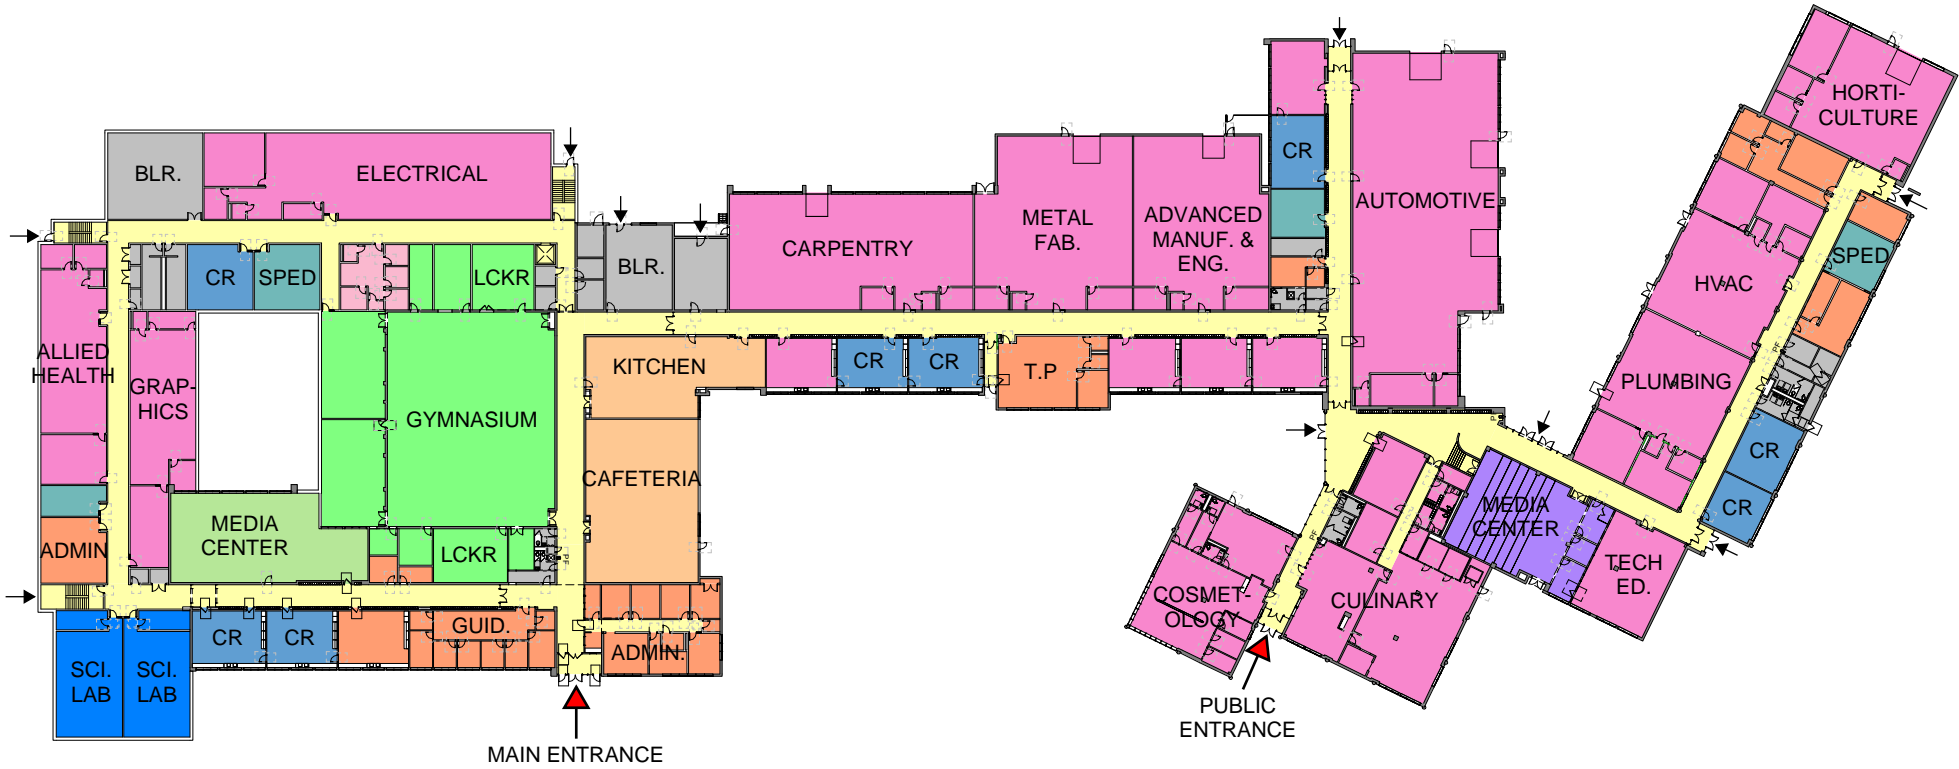 HORTI-
CULTURE
BLR.
ELECTRICAL
CR
AUTOMOTIVE
METAL
FAB.
ADVANCED
MANUF. &
ENG.
CARPENTRY
BLR.
CR
SPED
LCKR
SPED
HVAC
ALLIED
HEALTH
GRAP-
HICS
GYMNASIUM
KITCHEN
CR
CR
T.P
PLUMBING
CR
CR
CAFETERIA
MEDIA
CENTER
LCKR
ADMIN
MEDIA
CENTER
TECH
ED.
COSMET-
OLOGY
CULINARY
CR
CR
GUID.
ADMIN.
SCI.
LAB
SCI.
LAB
PUBLIC
ENTRANCE
MAIN ENTRANCE